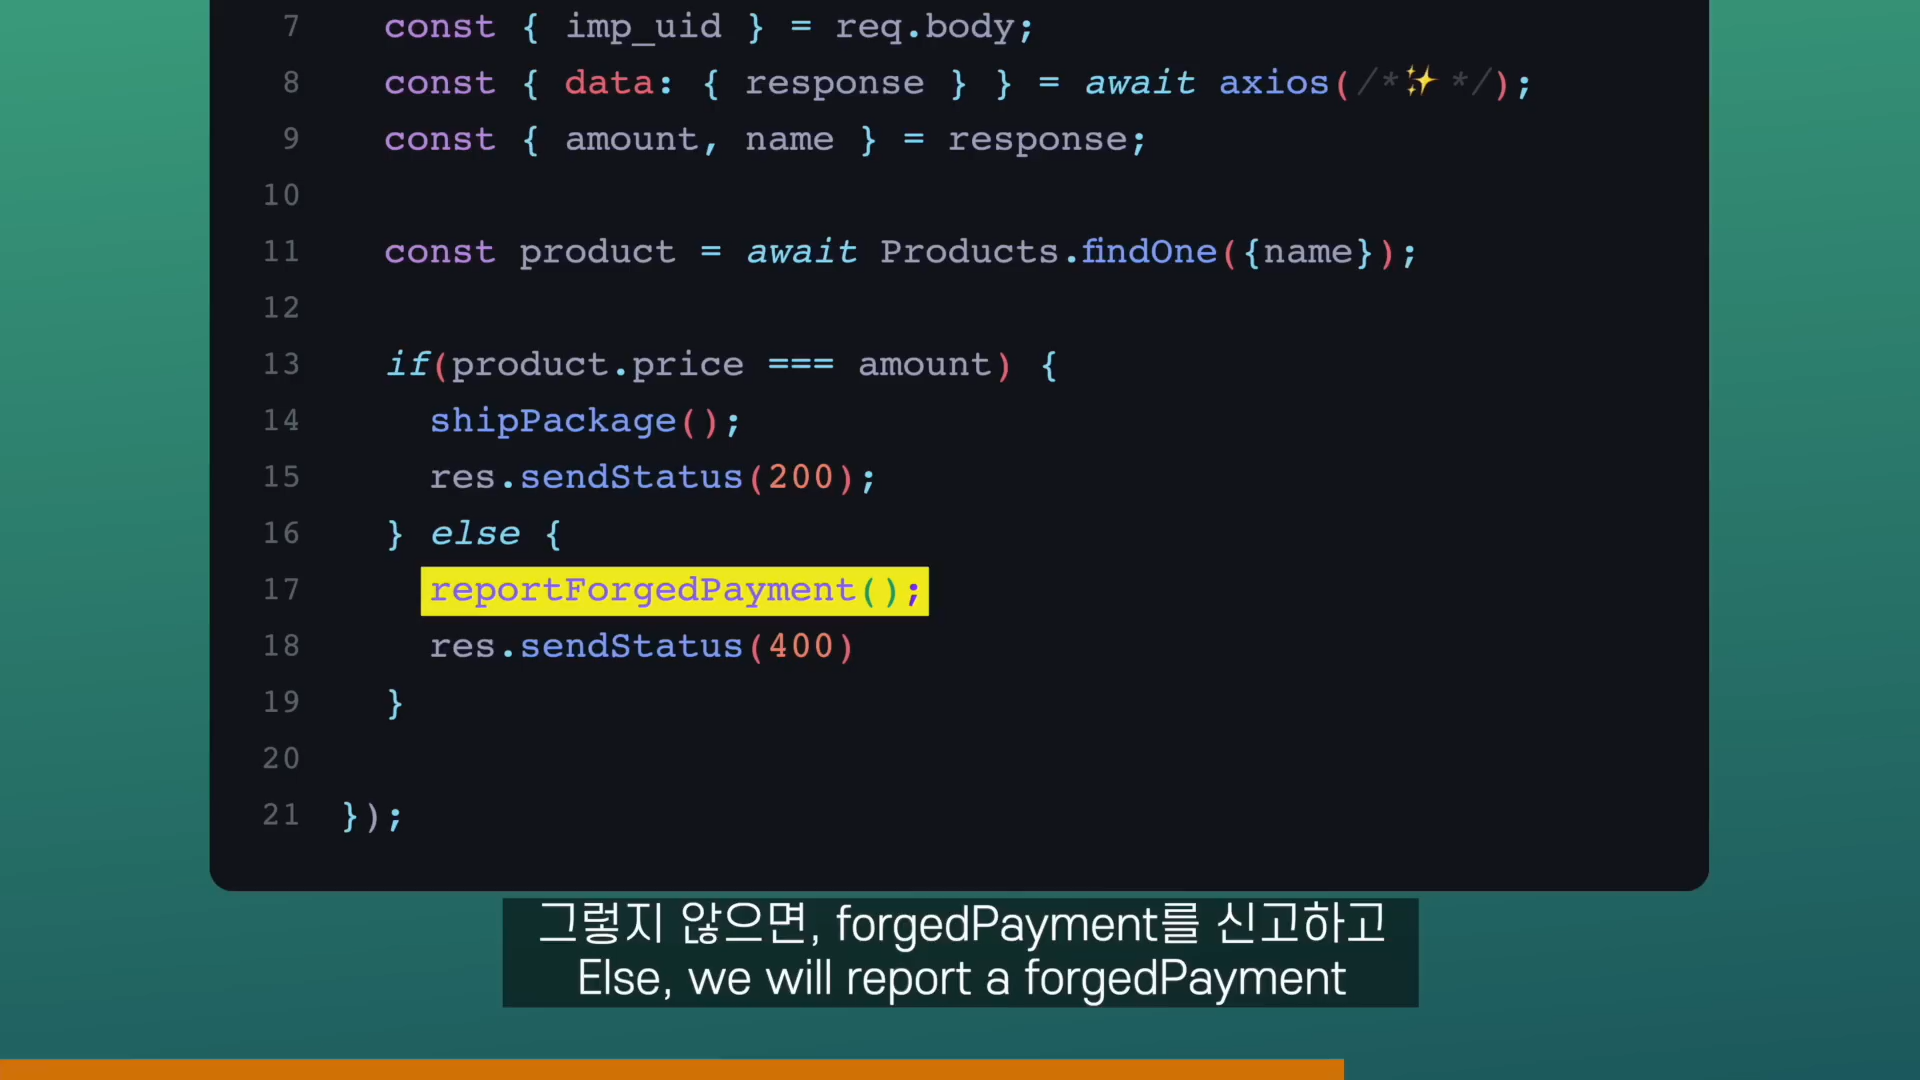 7 const { imp_uid } = req.body;
8 const { data: { response } } = await axios(/*✨ */);
9 const { amount, name } = response;
10
11 const product = await Products.findOne({name});
12
13 if(product.price === amount) {
14 shipPackage();
15 res.sendStatus(200);
16 } else {
17 reportForgedPayment();
18 res.sendStatus(400)
19 }
20
21 });
그렇지 않으면, forgedPayment를 신고하고
Else, we will report a forgedPayment